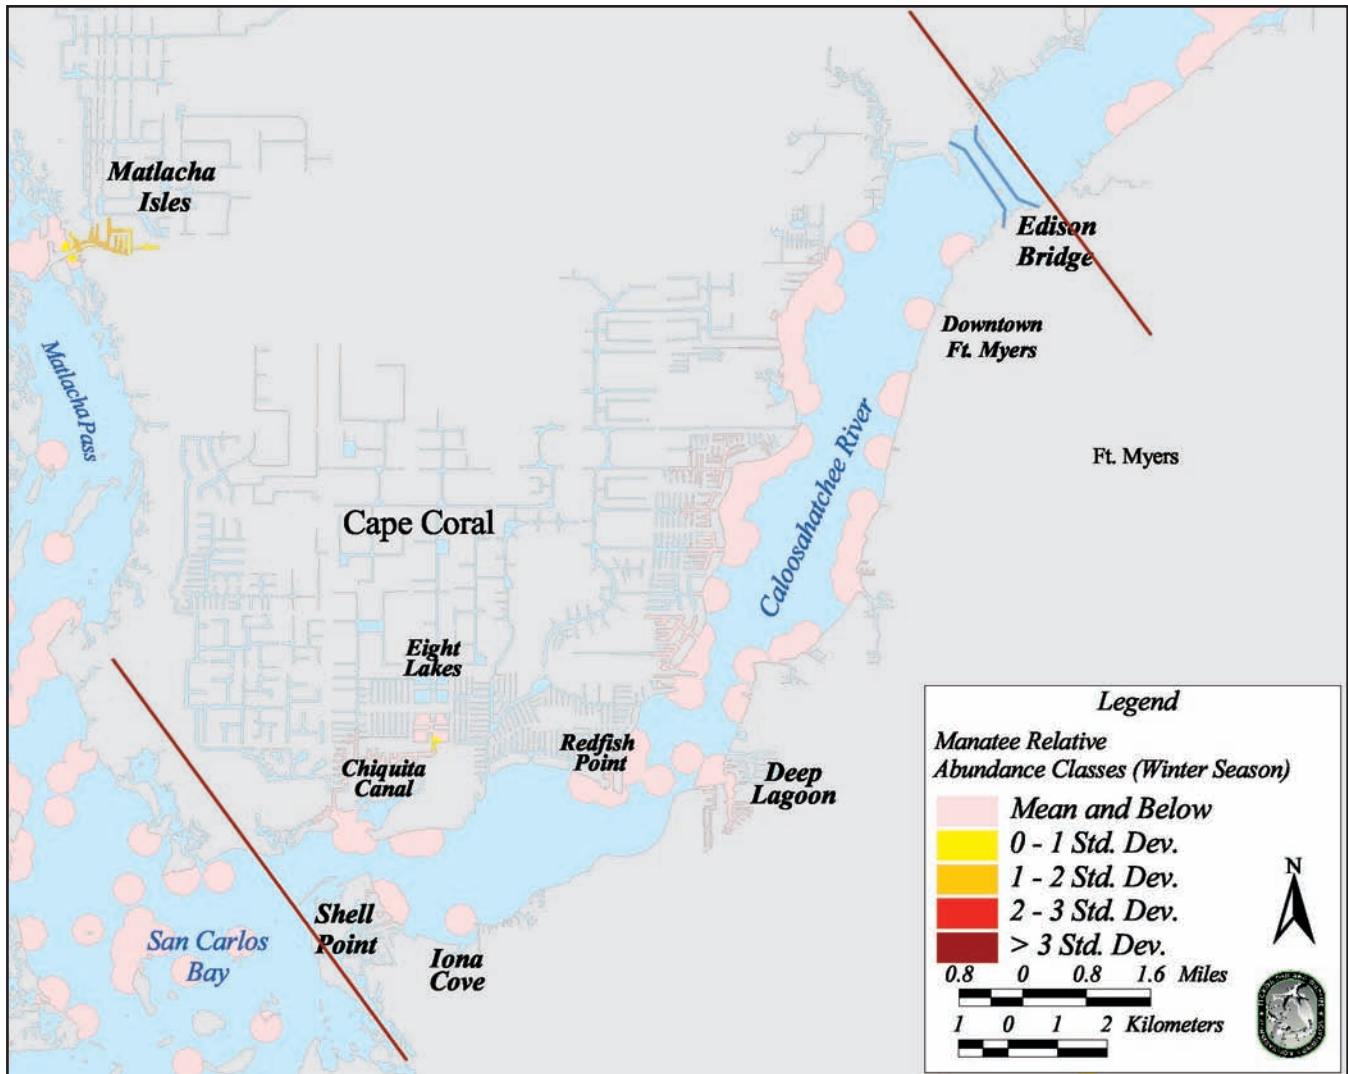 Matlacha
Isles
Edison
Bridge
Downtown
Ft. Myers
MatlachaPass
Caloosahatchee River
Ft. Myers
Cape Coral
Eight
Lakes
Redfish
Point
Chiquita
Canal
Deep
Lagoon
Shell
Point
San Carlos
Bay
Iona
Cove
Legend
Manatee Relative
Abundance Classes (Winter Season)
Mean and Below
0 - 1 Std. Dev.
1 - 2 Std. Dev.
2 - 3 Std. Dev.
> 3 Std. Dev.
N
0.8 0 0.8 1.6 Miles
1 0 1 2 Kilometers